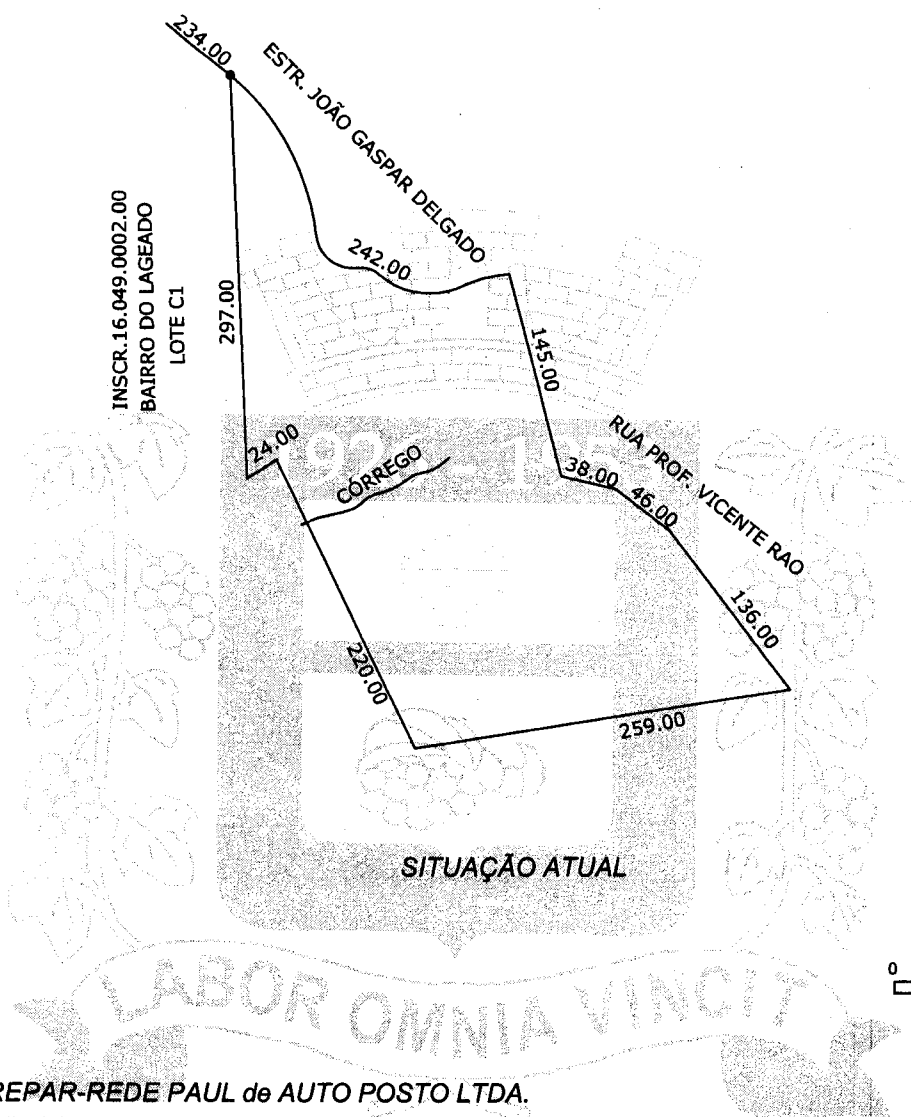 234.00
ESTR. JOÃO GASPAR DELGADO
INSCR.16.049.0002.00
BAIRRO DO LAGEADO
LOTE C1
297.00
242.00
145.00
24.00
CÓRREGO
38.00
46.00
RUA PROF. VICENTE RAO
136.00
220.00
259.00
SITUAÇÃO ATUAL
0
LABOR OMNIA VINCIT
REPAR-REDE PAUL de AUTO POSTO LTDA.